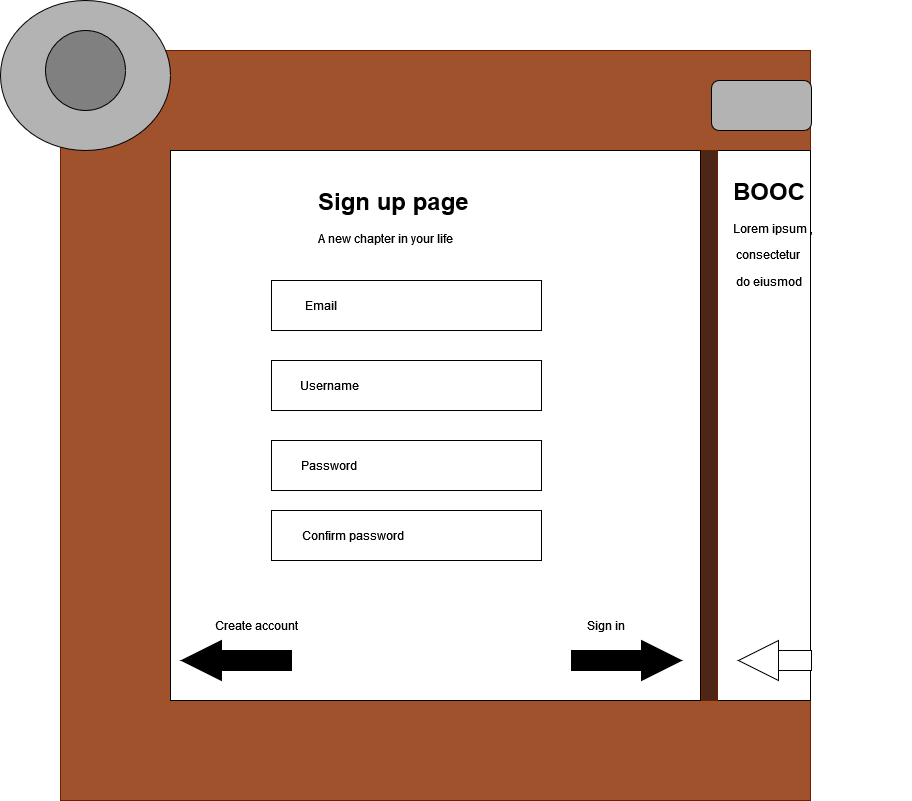 Sign up page
A new chapter in your life
Email
Username
Password
Confirm password
Create account
Sign in
BOOC
Lorem ipsum ,
consectetur
do eiusmod